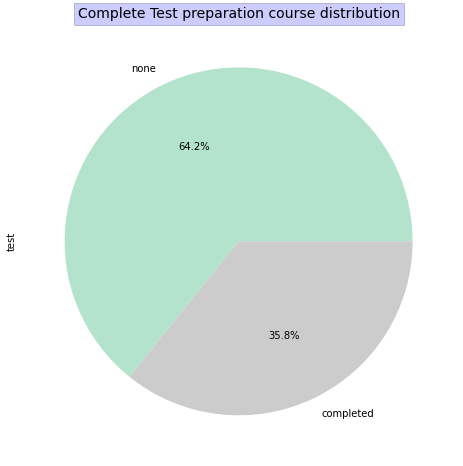 Complete Test preparation course distribution
none
64.2%
test
35.8%
completed